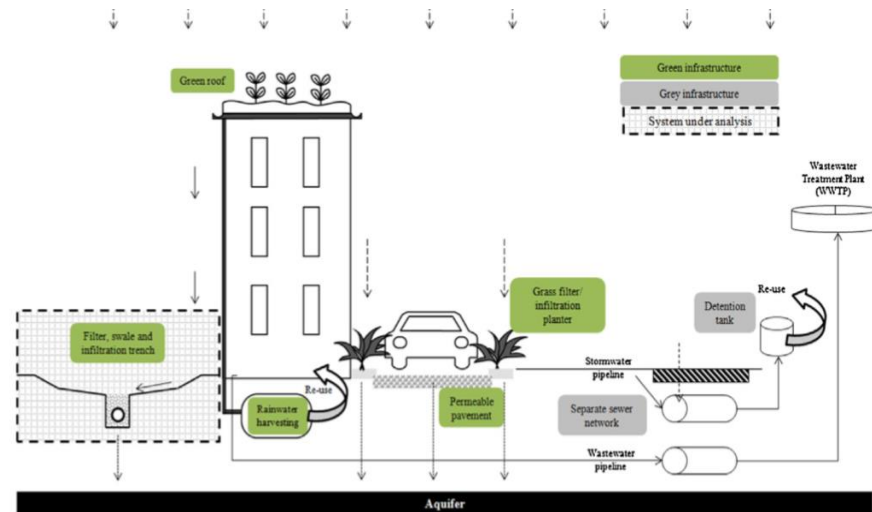 Green roof
Green infrastructure
Grey infrastructure
System under analysis
Wastewater
Treatment Plant
(WWTP)
Grass filter/
infiltration
planter
Re-use
Detention
tank
Filter, swale and
infiltration trench
Stormwater
pipeline
Re-use
Rainwater
harvesting
Permeable
pavement
Separate sewer
network
Wastewater
pipeline
Aquifer